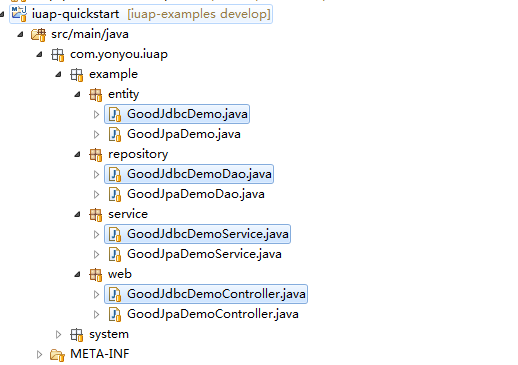 iuap-quickstart [iuap-examples develop]
src/main/java
com.yonyou.iuap
example
entity
GoodJdbcDemo.java
GoodJpaDemo.java
repository
GoodJdbcDemoDao.java
GoodJpaDemoDao.java
service
GoodJdbcDemoService.java
GoodJpaDemoService.java
web
GoodJdbcDemoController.java
GoodJpaDemoController.java
system
META-INF